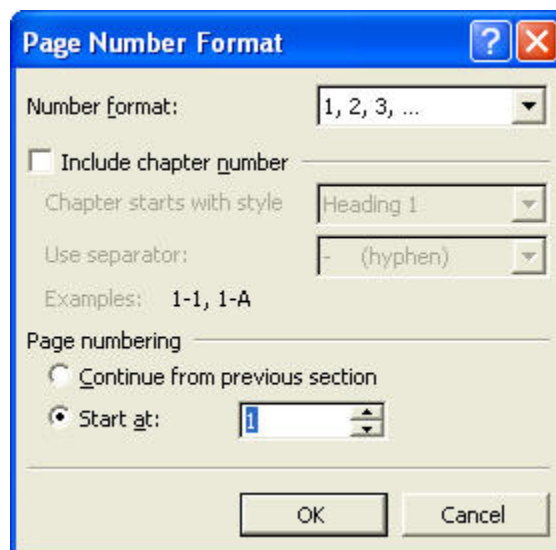 Page Number Format ?
Number format: 1, 2, 3, ...
Include chapter number
Chapter starts with style Heading 1
Use separator: - (hyphen)
Examples: 1-1, 1-A
Page numbering
Continue from previous section
Start at: 1
OK Cancel